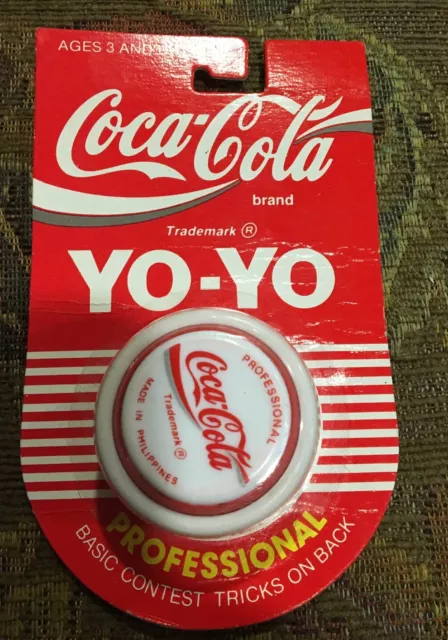 AGES 3 AND
Coca-Cola
brand
Trademark ®
YO-YO
PROFESSIONAL
Coca-Cola
Trademark ®
MADE IN PHILIPPINES
PROFESSIONAL
BASIC CONTEST TRICKS ON BACK